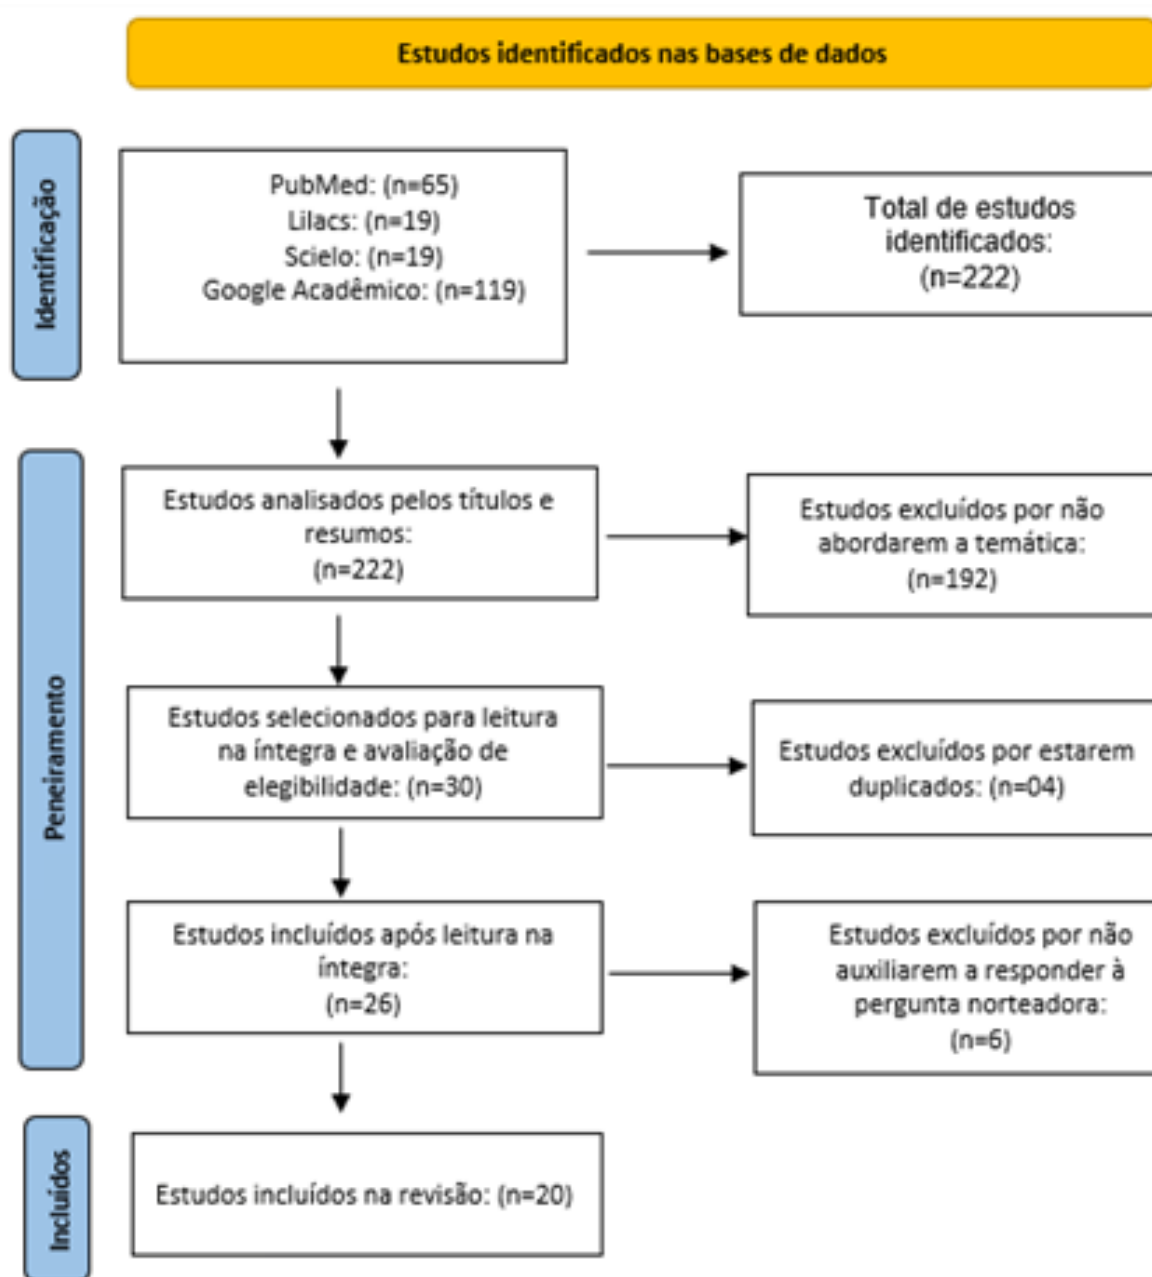 Estudos identificados nas bases de dados
Identificação
PubMed: (n=65)
Lilacs: (n=19)
Scielo: (n=19)
Google Acadêmico: (n=119)
Total de estudos
identificados:
(n=222)
Peneiramento
Estudos analisados pelos títulos e
resumos:
(n=222)
Estudos excluídos por não
abordarem a temática:
(n=192)
Estudos selecionados para leitura
na íntegra e avaliação de
elegibilidade: (n=30)
Estudos excluídos por estarem
duplicados: (n=04)
Estudos incluídos após leitura na
íntegra:
(n=26)
Estudos excluídos por não
auxiliarem a responder à
pergunta norteadora:
(n=6)
Incluídos
Estudos incluídos na revisão: (n=20)